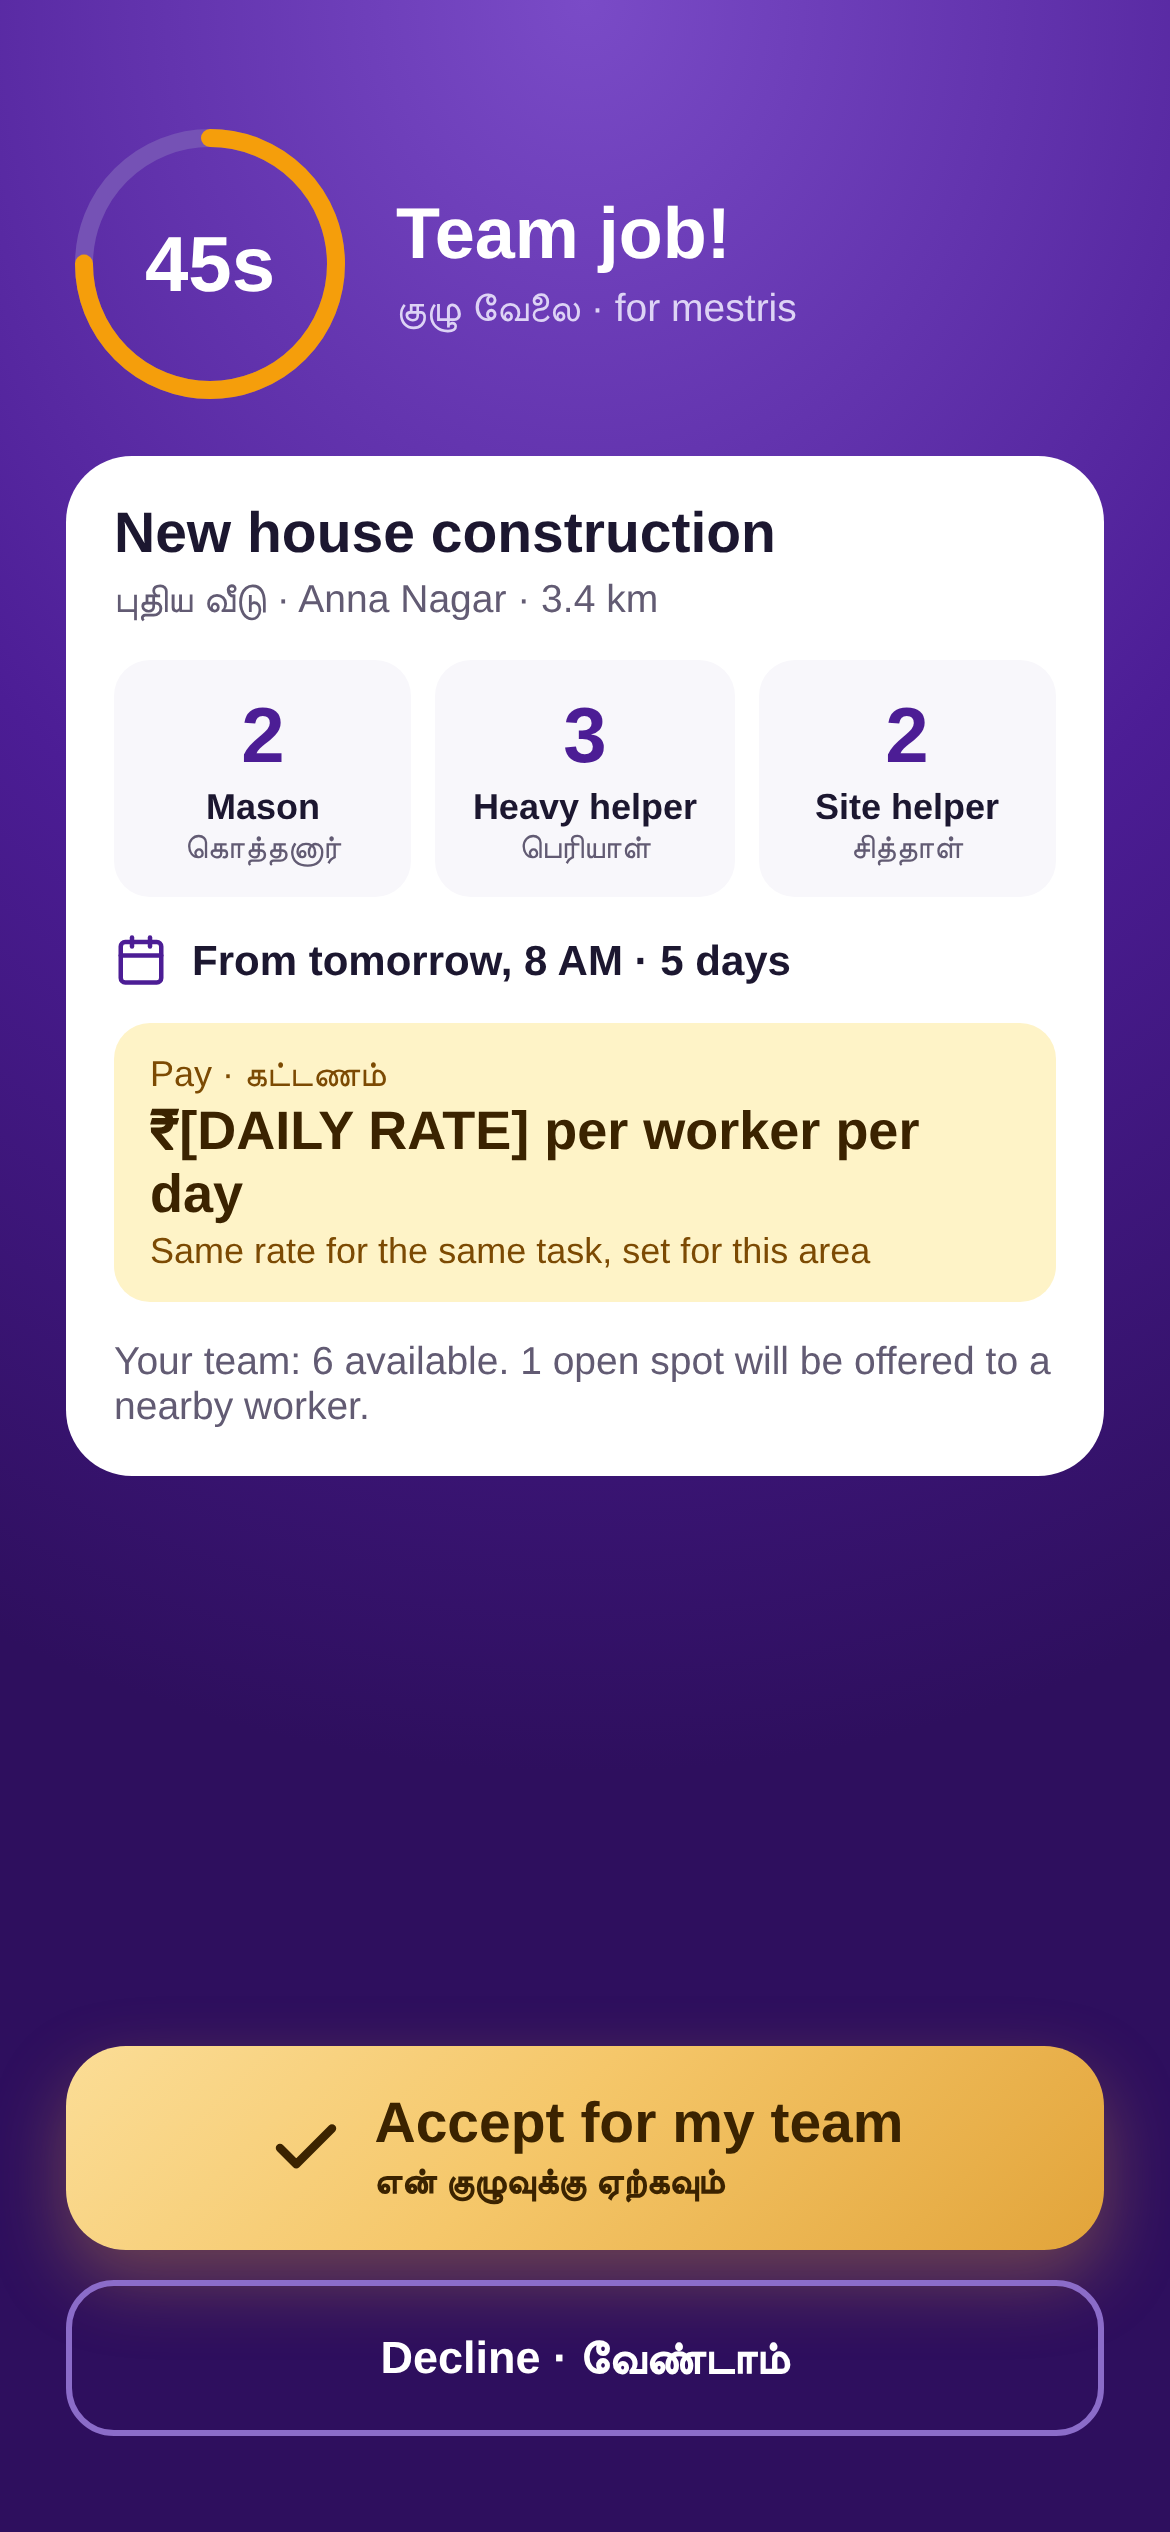 45s
Team job!
குழு வேலை · for mestris
New house construction
புதிய வீடு · Anna Nagar · 3.4 km
2
Mason
கொத்தனார்
3
Heavy helper
பெரியாள்
2
Site helper
சித்தாள்
From tomorrow, 8 AM · 5 days
Pay · கட்டணம்
₹[DAILY RATE] per worker per
day
Same rate for the same task, set for this area
Your team: 6 available. 1 open spot will be offered to a
nearby worker.
Accept for my team
என் குழுவுக்கு ஏற்கவும்
Decline · வேண்டாம்